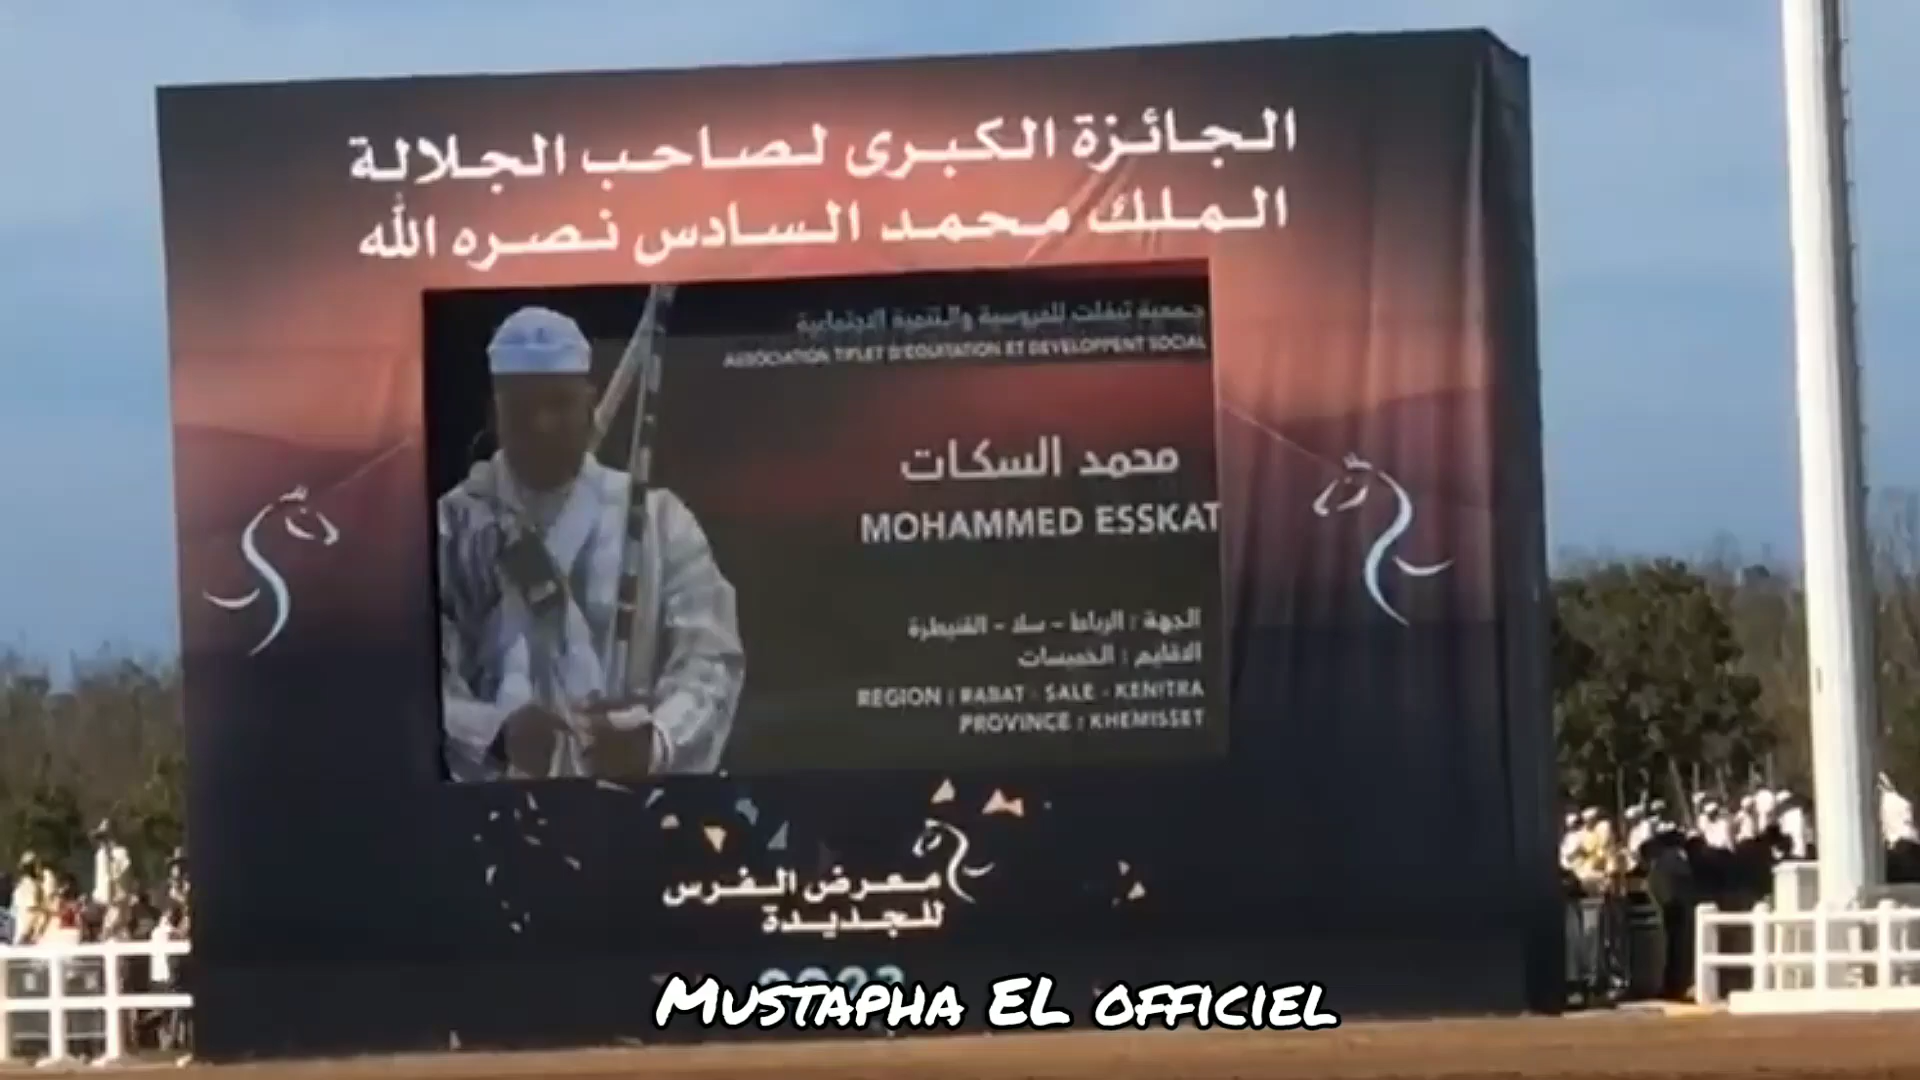 الجائزة الكبرى لصاحب الجلالة
الملك محمد السادس نصره الله
جمعية تيفلت للفروسية والتنمية الاجتماعية
ASSOCIATION TIFLET D'EQUITATION ET DEVELOPPENT SOCIAL
محمد السكات
MOHAMMED ESSKAT
الجهة : الرباط - سلا - القنيطرة
الاقليم : الخميسات
REGION : RABAT - SALE - KENITRA
PROVINCE : KHEMISSET
معرض الفرس
للجديدة
2023
MUSTAPHA EL OFFICIEL